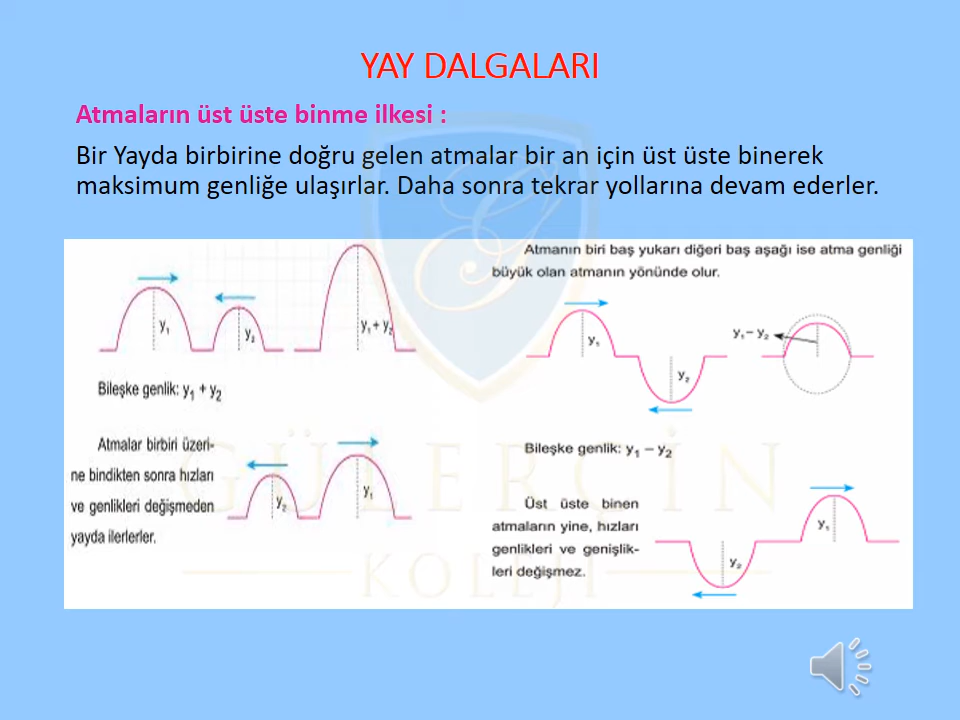 YAY DALGALARI
Atmaların üst üste binme ilkesi :
Bir Yayda birbirine doğru gelen atmalar bir an için üst üste binerek
maksimum genliğe ulaşırlar. Daha sonra tekrar yollarına devam ederler.
y₁
y₂
y₁ + y₂
Bileşke genlik: y₁ + y₂
Atmalar birbiri üzeri-
ne bindikten sonra hızları
ve genlikleri değişmeden
yayda ilerlerler.
y₂
y₁
Atmanın biri baş yukarı diğeri baş aşağı ise atma genliği
büyük olan atmanın yönünde olur.
y₁
y₂
y₁ – y₂
Bileşke genlik: y₁ – y₂
Üst üste binen
atmaların yine, hızları
genlikleri ve genişlik-
leri değişmez.
y₁
y₂
GÜLERÇİN
KOLEJİ